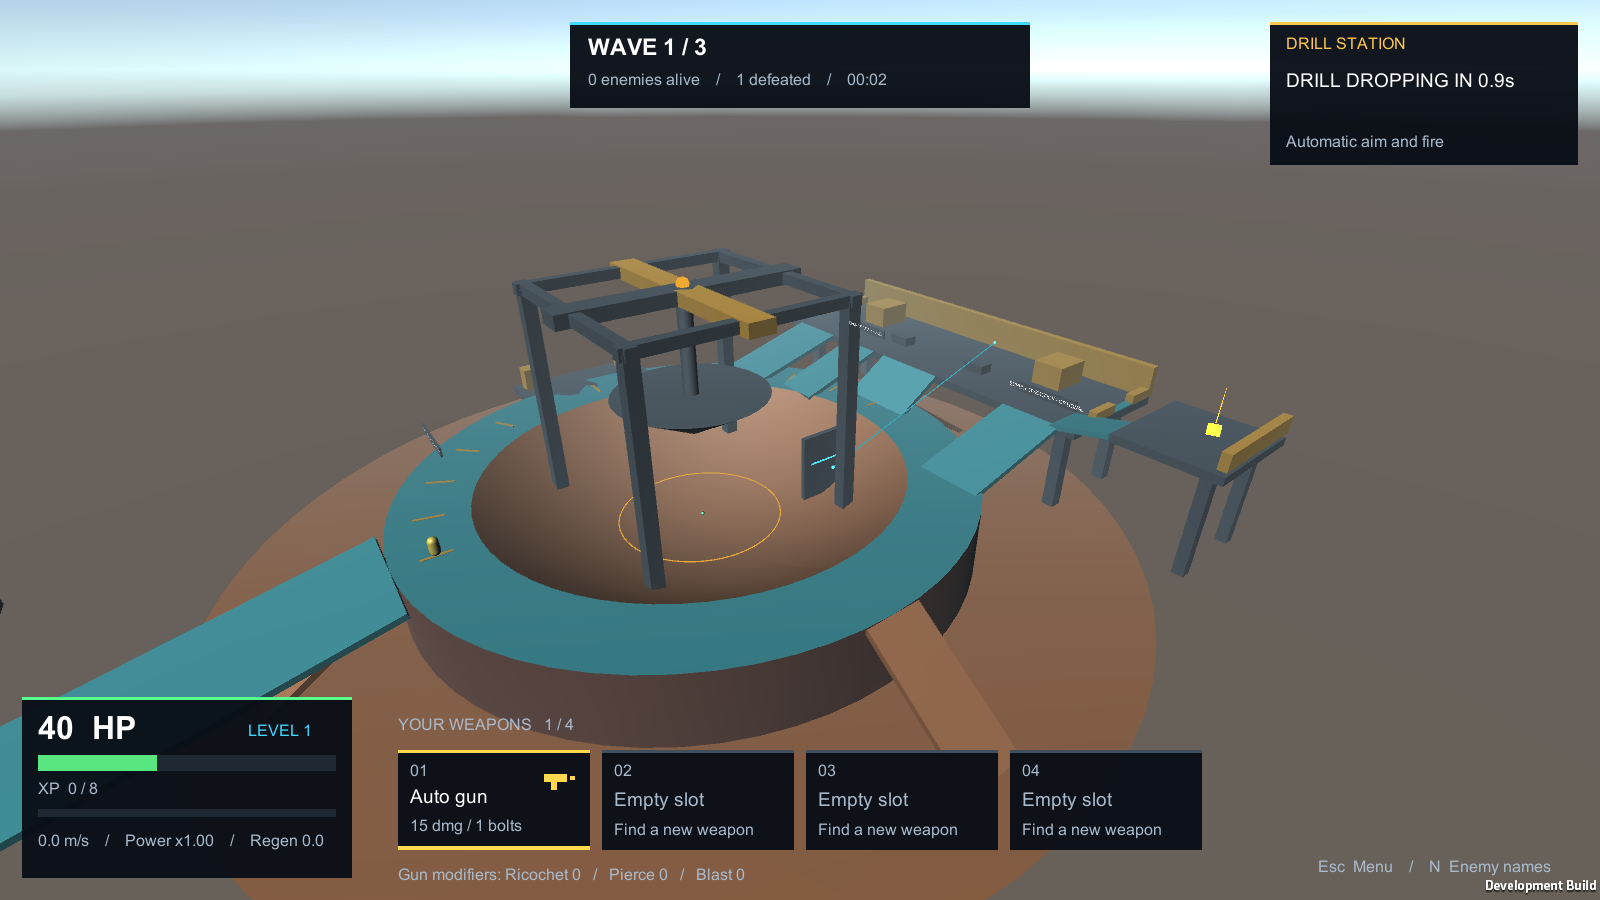 WAVE 1 / 3
0 enemies alive / 1 defeated / 00:02
DRILL STATION
DRILL DROPPING IN 0.9s
Automatic aim and fire
40 HP
LEVEL 1
XP 0 / 8
0.0 m/s / Power x1.00 / Regen 0.0
YOUR WEAPONS 1 / 4
01
Auto gun
15 dmg / 1 bolts
02
Empty slot
Find a new weapon
03
Empty slot
Find a new weapon
04
Empty slot
Find a new weapon
Gun modifiers: Ricochet 0 / Pierce 0 / Blast 0
Esc Menu / N Enemy names
Development Build